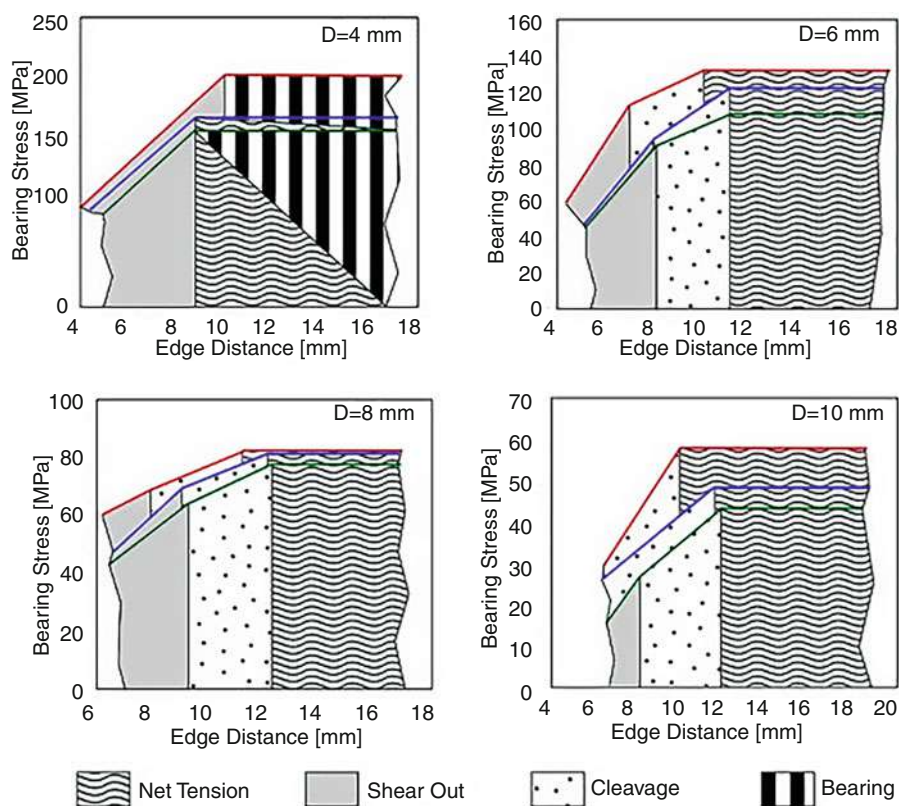 D=4 mm
Bearing Stress [MPa]
250
200
150
100
0
4 6 8 10 12 14 16 18
Edge Distance [mm]
D=6 mm
Bearing Stress [MPa]
160
140
120
100
80
60
40
20
0
4 6 8 10 12 14 16 18
Edge Distance [mm]
D=8 mm
Bearing Stress [MPa]
100
80
60
40
20
0
6 8 10 12 14 16 18
Edge Distance [mm]
D=10 mm
Bearing Stress [MPa]
70
60
50
40
30
20
10
0
4 6 8 10 12 14 16 18 20
Edge Distance [mm]
Net Tension Shear Out Cleavage Bearing